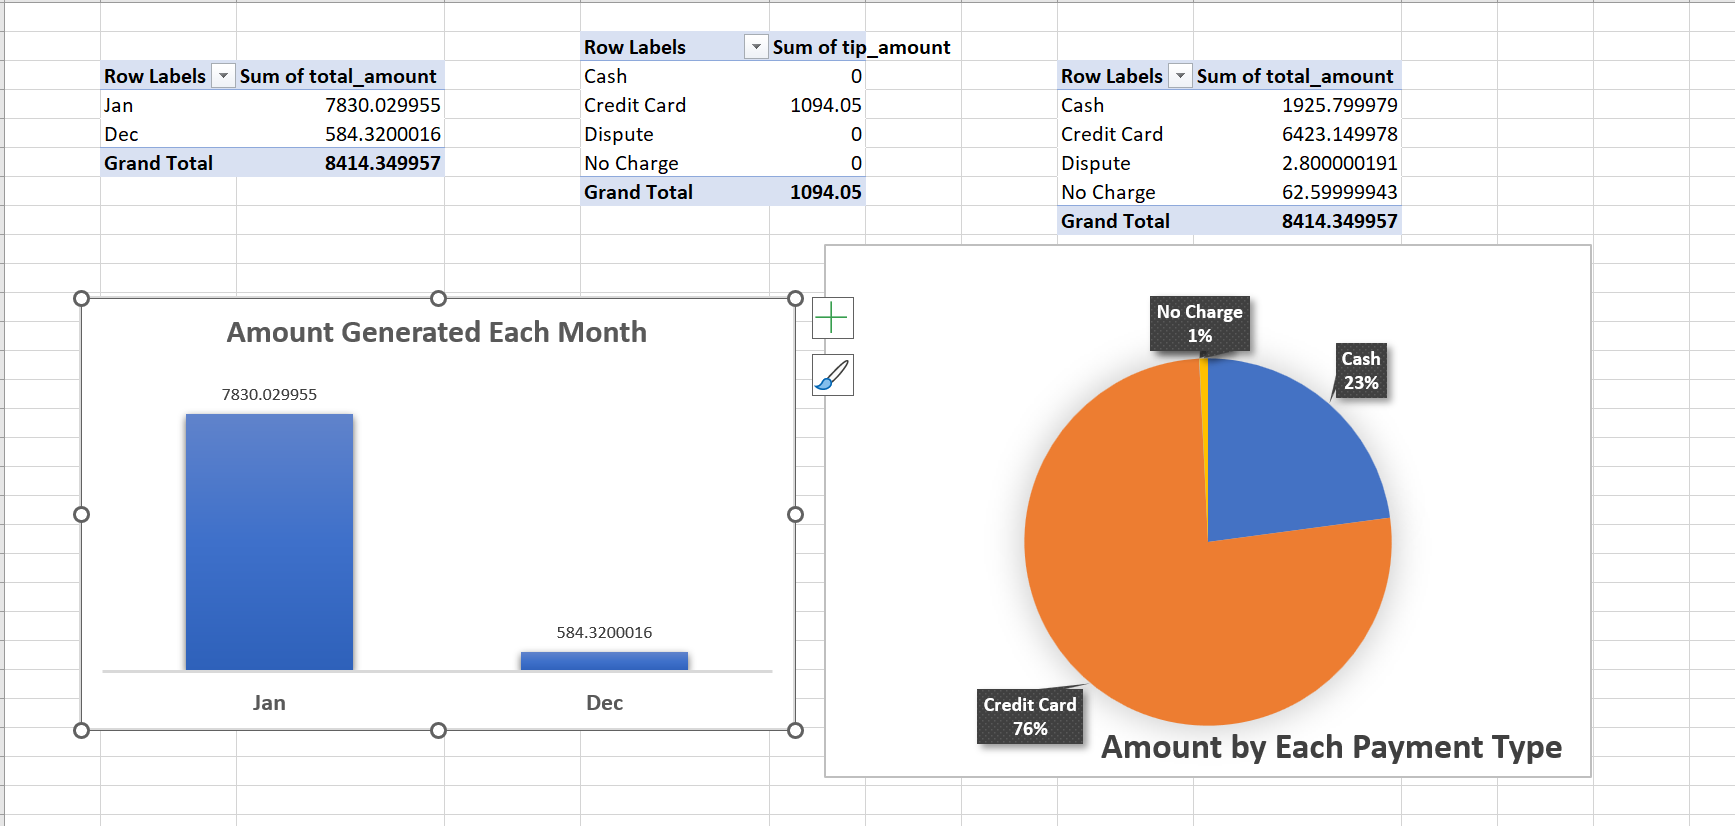 Row Labels Sum of total_amount
Jan 7830.029955
Dec 584.3200016
Grand Total 8414.349957
Row Labels Sum of tip_amount
Cash 0
Credit Card 1094.05
Dispute 0
No Charge 0
Grand Total 1094.05
Row Labels Sum of total_amount
Cash 1925.799979
Credit Card 6423.149978
Dispute 2.800000191
No Charge 62.59999943
Grand Total 8414.349957
Amount Generated Each Month
7830.029955
584.3200016
Jan Dec
No Charge
1%
Cash
23%
Credit Card
76%
Amount by Each Payment Type